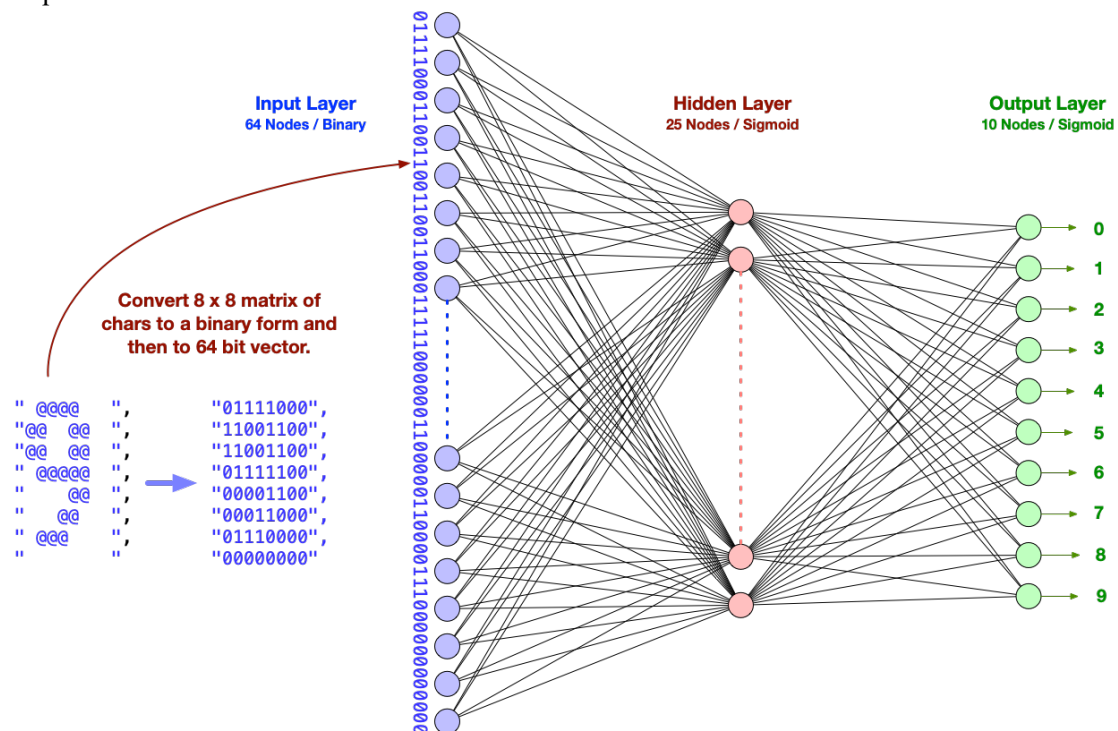 Input Layer
64 Nodes / Binary
Hidden Layer
25 Nodes / Sigmoid
Output Layer
10 Nodes / Sigmoid
0111100011001100110011000111110000001100000110000111000000000000
Convert 8 x 8 matrix of
chars to a binary form and
then to 64 bit vector.
" @@@@   ",
"@@  @@  ",
"@@  @@  ",
" @@@@@  ",
"    @@  ",
"   @@   ",
" @@@    ",
"        "
"01111000",
"11001100",
"11001100",
"01111100",
"00001100",
"00011000",
"01110000",
"00000000"
0
1
2
3
4
5
6
7
8
9